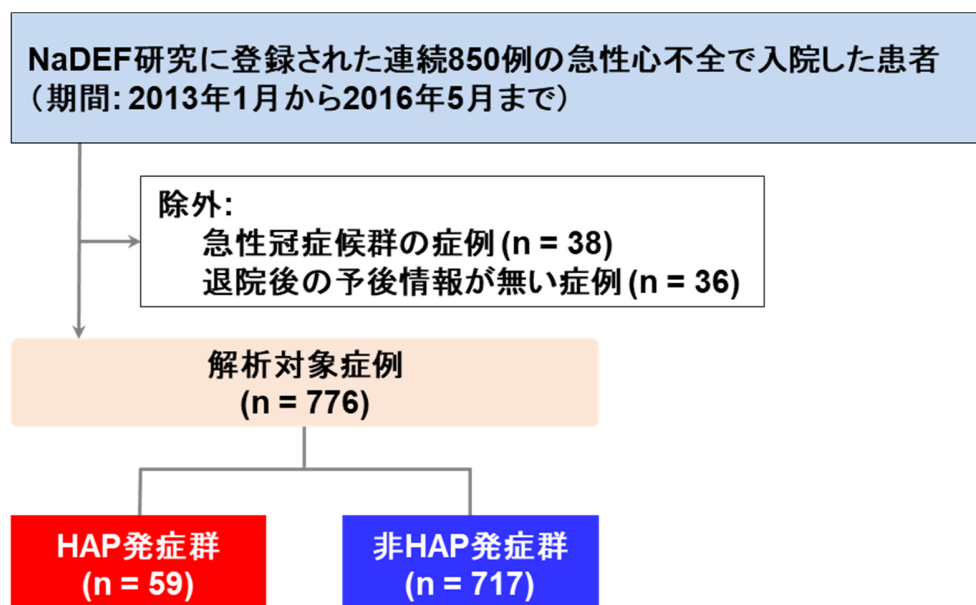 NaDEF研究に登録された連続850例の急性心不全で入院した患者
（期間: 2013年1月から2016年5月まで）
除外:
急性冠症候群の症例 (n = 38)
退院後の予後情報が無い症例 (n = 36)
解析対象症例
(n = 776)
HAP発症群
(n = 59)
非HAP発症群
(n = 717)